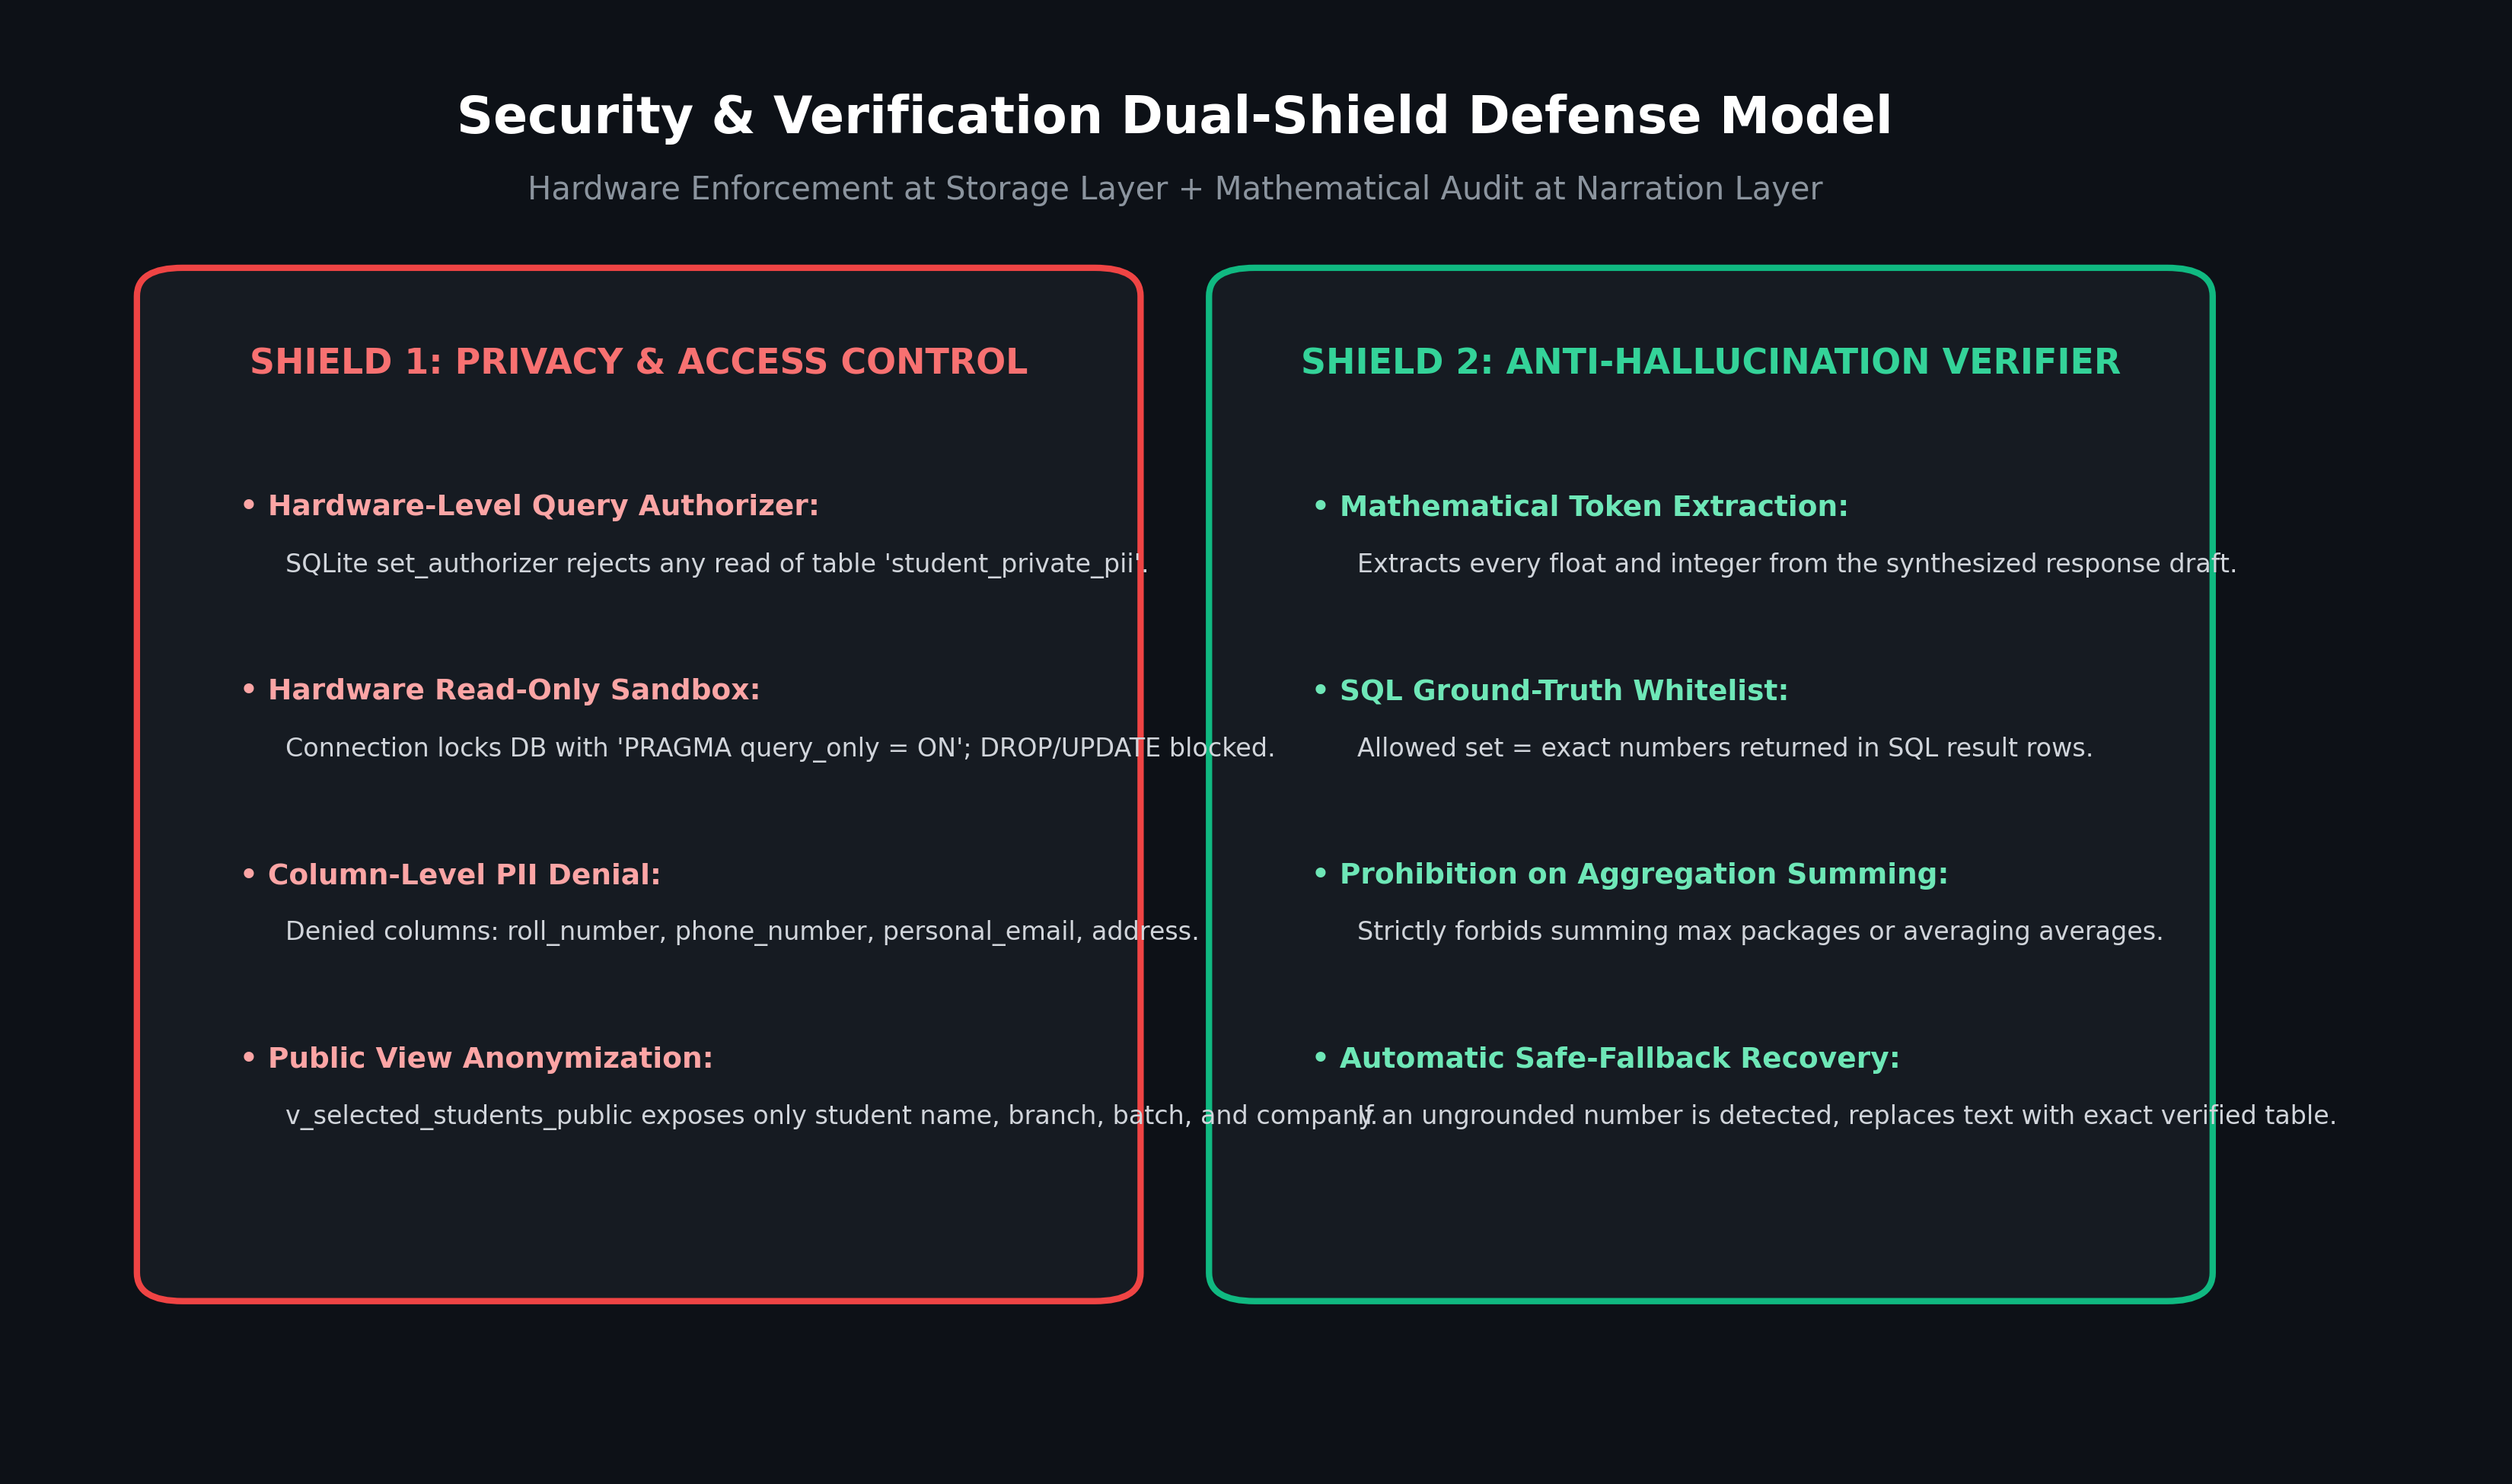 Security & Verification Dual-Shield Defense Model
Hardware Enforcement at Storage Layer + Mathematical Audit at Narration Layer
SHIELD 1: PRIVACY & ACCESS CONTROL
• Hardware-Level Query Authorizer:
SQLite set_authorizer rejects any read of table 'student_private_pii'.
• Hardware Read-Only Sandbox:
Connection locks DB with 'PRAGMA query_only = ON'; DROP/UPDATE blocked.
• Column-Level PII Denial:
Denied columns: roll_number, phone_number, personal_email, address.
• Public View Anonymization:
v_selected_students_public exposes only student name, branch, batch, and company.
SHIELD 2: ANTI-HALLUCINATION VERIFIER
• Mathematical Token Extraction:
Extracts every float and integer from the synthesized response draft.
• SQL Ground-Truth Whitelist:
Allowed set = exact numbers returned in SQL result rows.
• Prohibition on Aggregation Summing:
Strictly forbids summing max packages or averaging averages.
• Automatic Safe-Fallback Recovery:
If an ungrounded number is detected, replaces text with exact verified table.